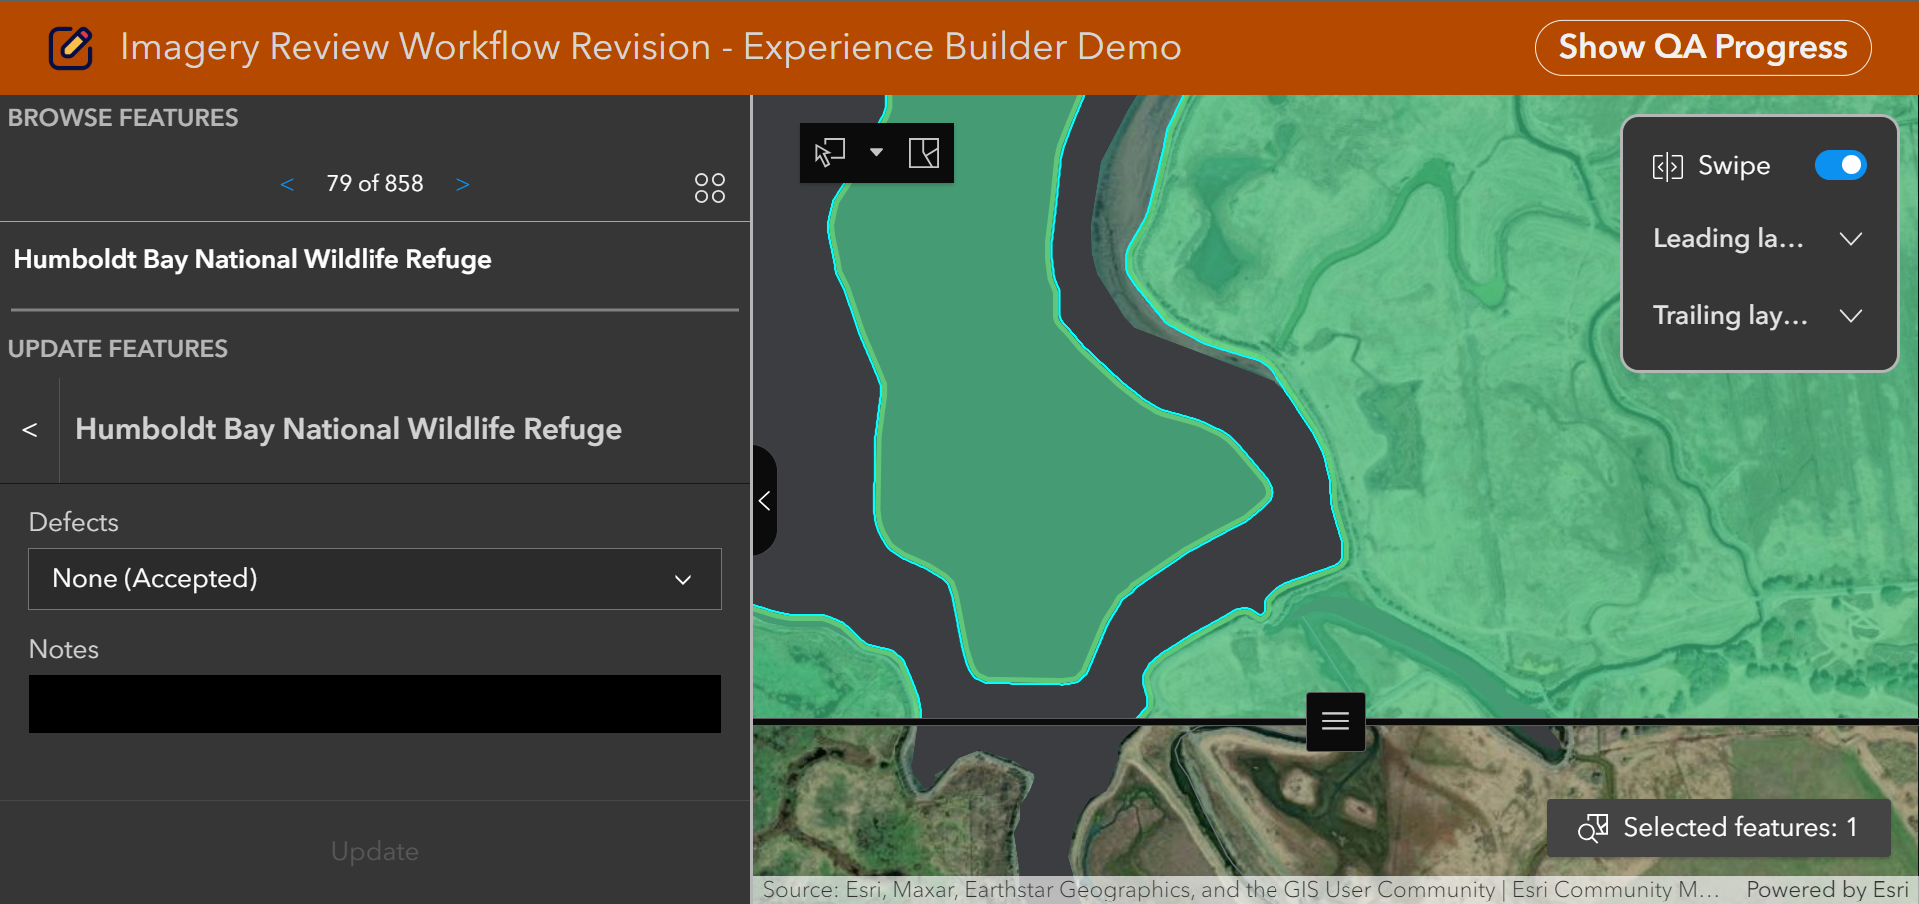 Imagery Review Workflow Revision - Experience Builder Demo
Show QA Progress
BROWSE FEATURES
< 79 of 858 >
Humboldt Bay National Wildlife Refuge
UPDATE FEATURES
< Humboldt Bay National Wildlife Refuge
Defects
None (Accepted)
Notes
Update
Swipe
Leading la...
Trailing lay...
Selected features: 1
Source: Esri, Maxar, Earthstar Geographics, and the GIS User Community | Esri Community M...
Powered by Esri